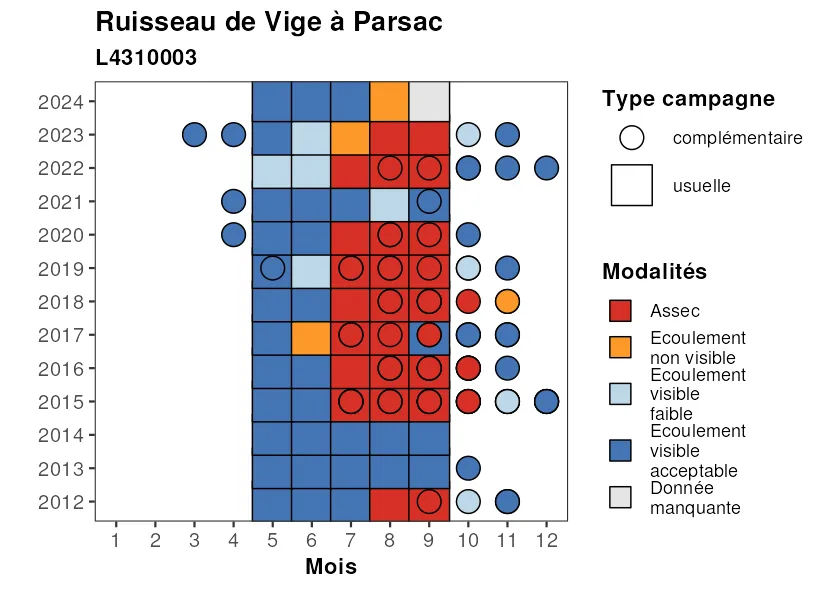 Ruisseau de Vige à Parsac
L4310003
2024
2023
2022
2021
2020
2019
2018
2017
2016
2015
2014
2013
2012
1 2 3 4 5 6 7 8 9 10 11 12
Mois
Type campagne
complémentaire
usuelle
Modalités
Assec
Ecoulement
non visible
Ecoulement
visible
faible
Ecoulement
visible
acceptable
Donnée
manquante